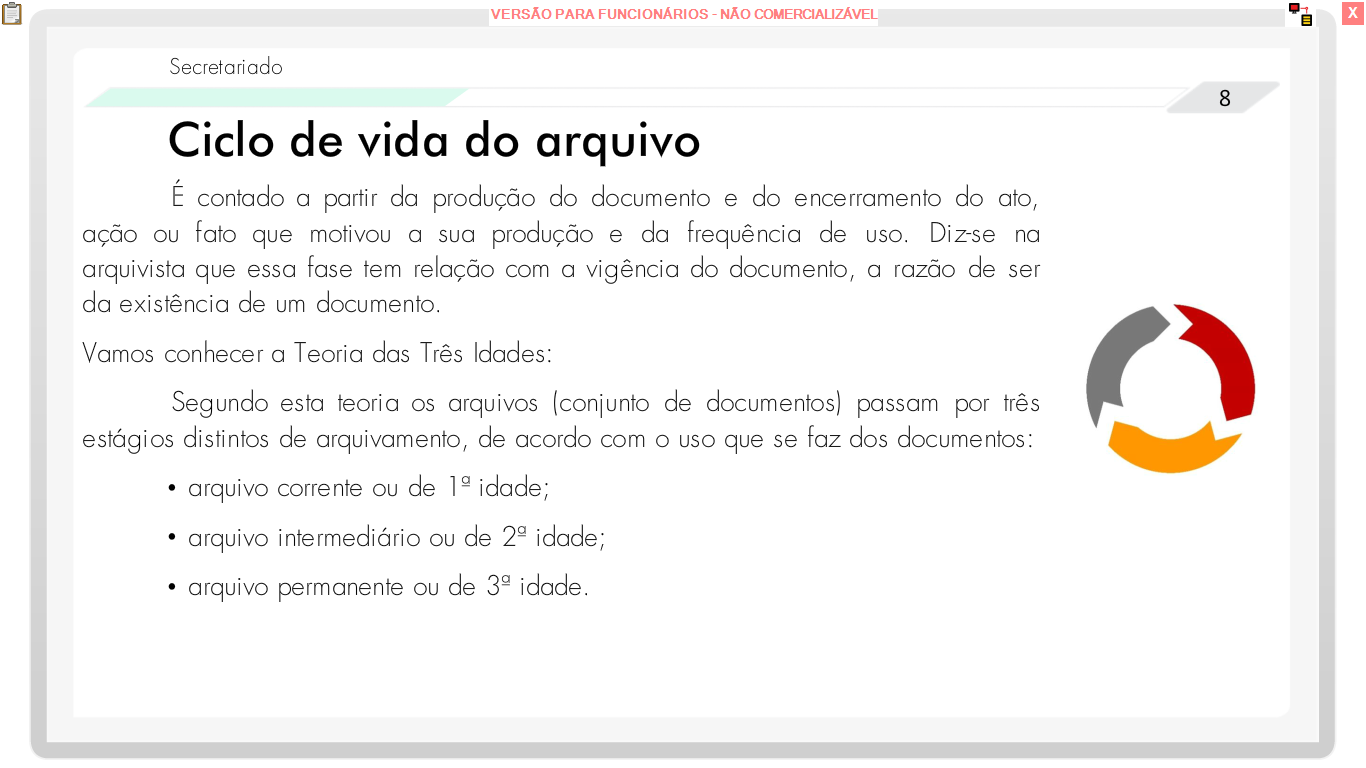 VERSÃO PARA FUNCIONÁRIOS - NÃO COMERCIALIZÁVEL
X
Secretariado
8
Ciclo de vida do arquivo
É contado a partir da produção do documento e do encerramento do ato,
ação ou fato que motivou a sua produção e da frequência de uso. Diz-se na
arquivista que essa fase tem relação com a vigência do documento, a razão de ser
da existência de um documento.
Vamos conhecer a Teoria das Três Idades:
Segundo esta teoria os arquivos (conjunto de documentos) passam por três
estágios distintos de arquivamento, de acordo com o uso que se faz dos documentos:
• arquivo corrente ou de 1ª idade;
• arquivo intermediário ou de 2ª idade;
• arquivo permanente ou de 3ª idade.